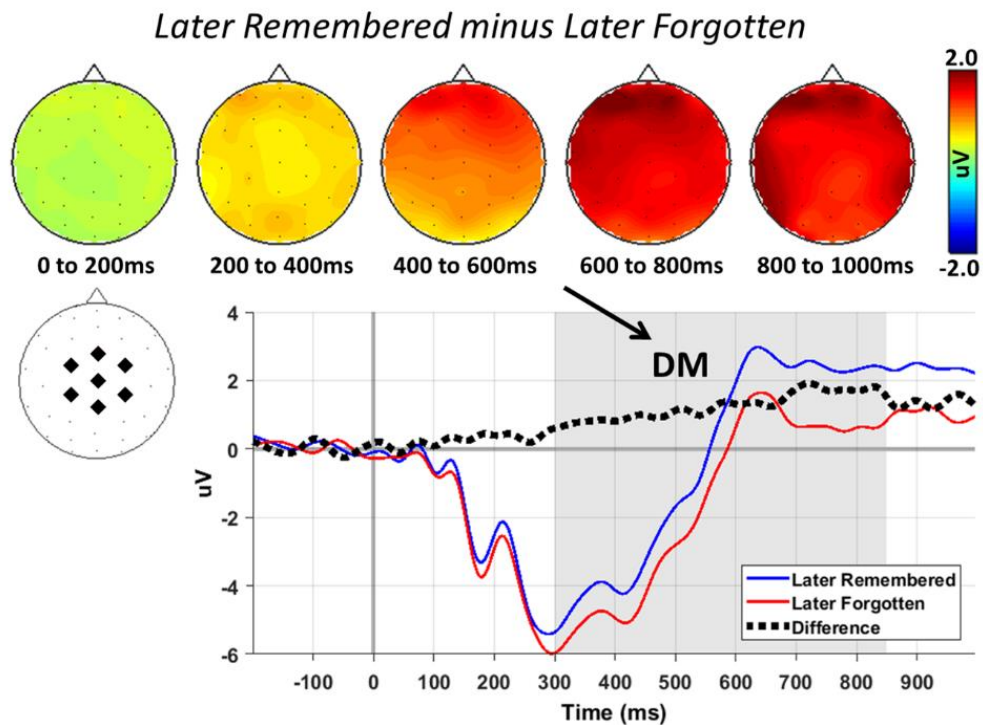 Later Remembered minus Later Forgotten
2.0
uV
-2.0
0 to 200ms
200 to 400ms
400 to 600ms
600 to 800ms
800 to 1000ms
4
2
0
-2
-4
-6
uV
DM
Later Remembered
Later Forgotten
Difference
-100
0
100
200
300
400
500
600
700
800
900
Time (ms)